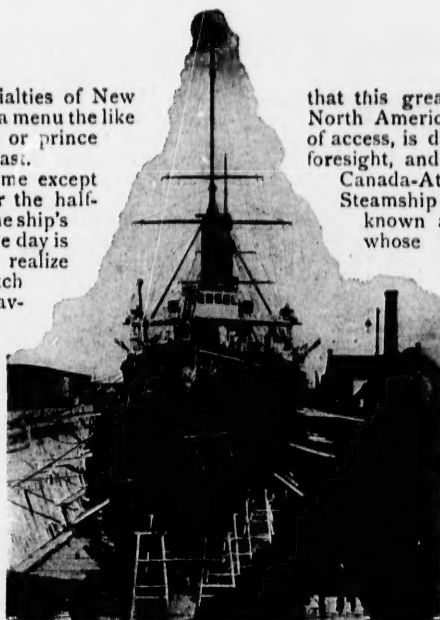 ialties of New
a menu the like
or prince
ast.
me except
r the half-
ne ship's
e day is
realize
tch
av-
that this grea
North Americ
of access, is d
foresight, and
Canada-At
Steamship
known a
whose